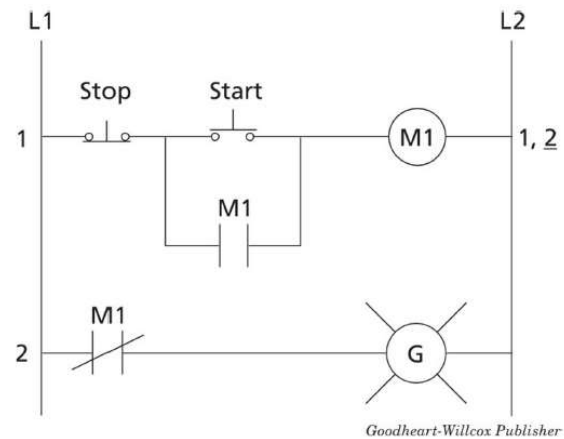 L1 L2
Stop Start
1 M1 1, 2
M1
M1
2 G
Goodheart-Willcox Publisher